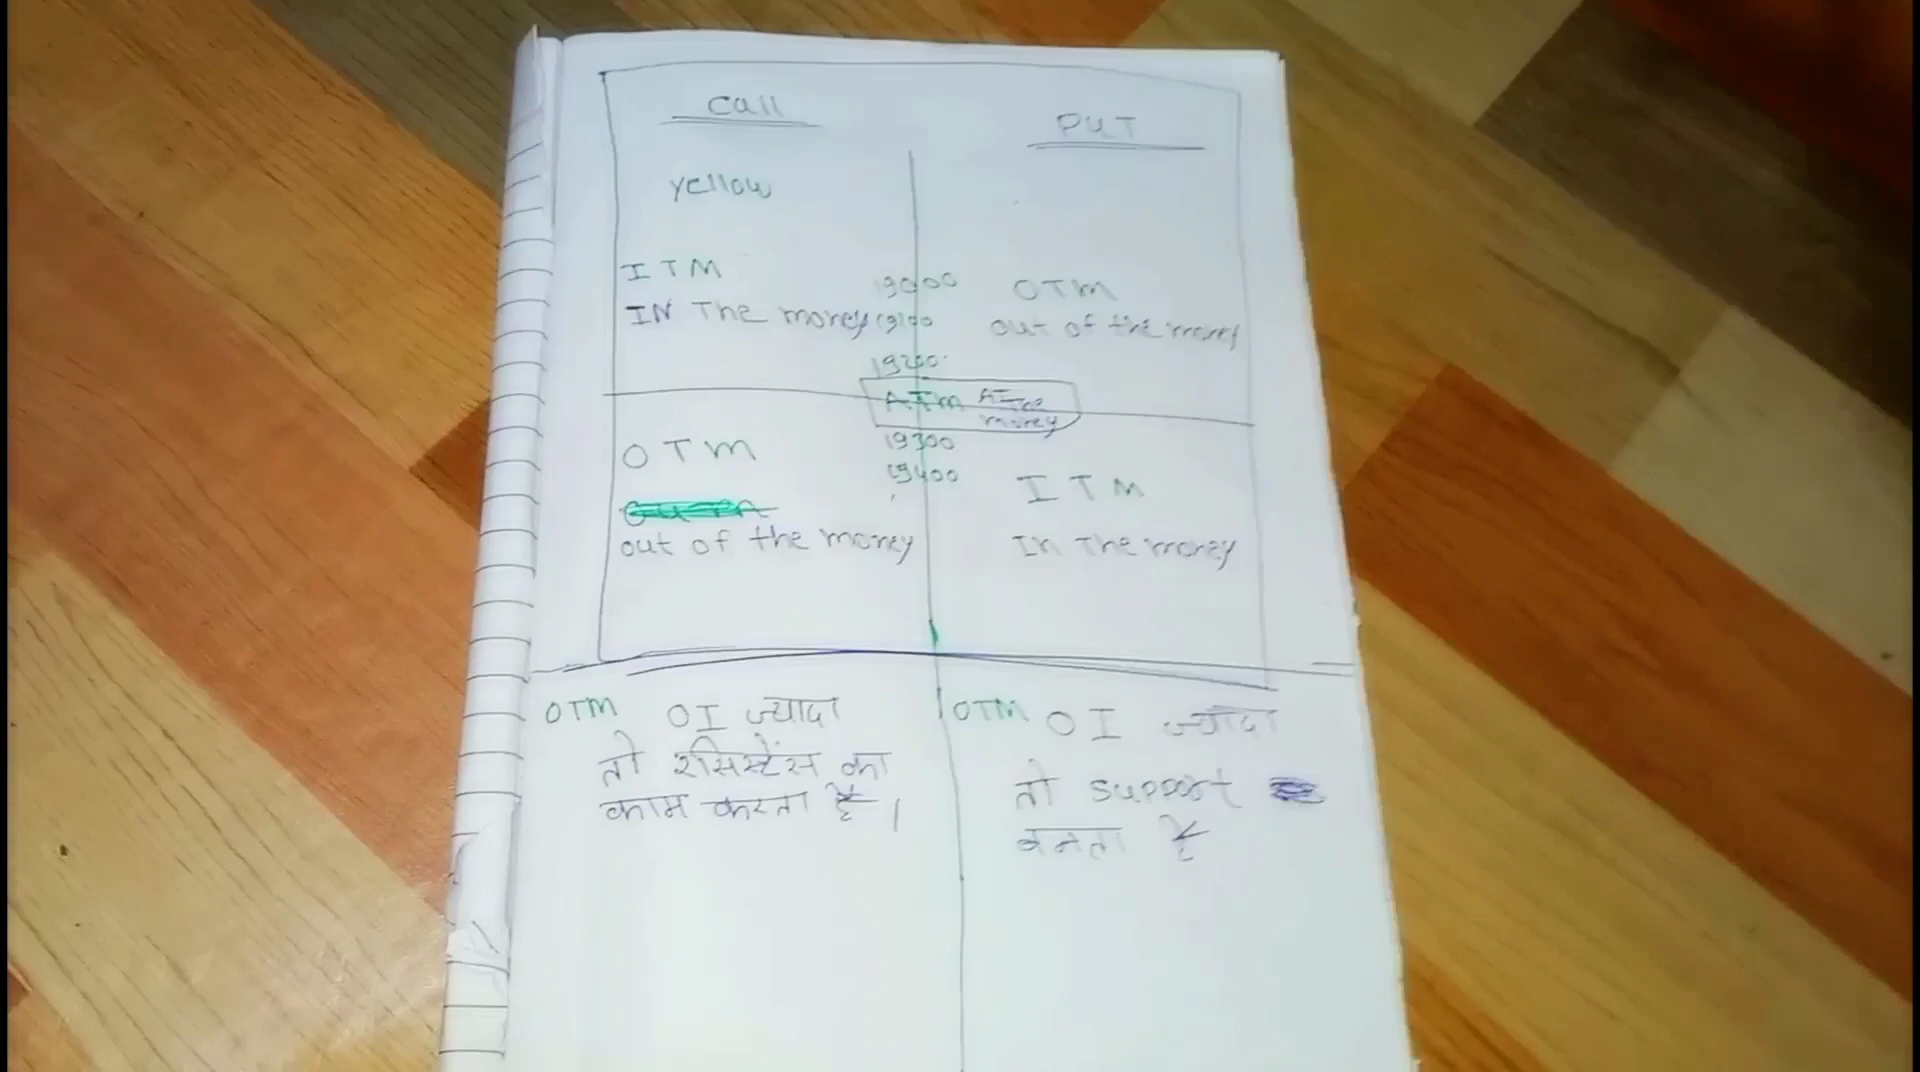 Call
PUT
yellow
ITM
19000
OTM
IN The money
19100
out of the money
19200
ATM
AT The
money
OTM
19300
19400
ITM
out of the money
In The money
OTM OI ज्यादा
तो रसिस्टेंस का
काम करता है।
OTM OI ज्यादा
तो support
बनता है